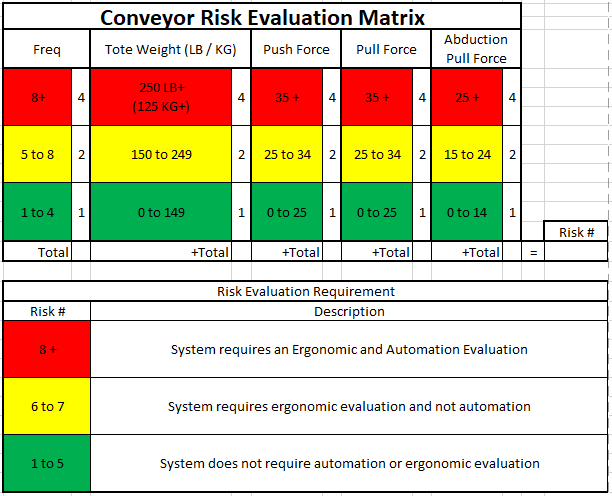 Conveyor Risk Evaluation Matrix
Freq Tote Weight (LB / KG) Push Force Pull Force Abduction
Pull Force
8+ 4 250 LB+
(125 KG+) 4 35 + 4 35 + 4 25 + 4
5 to 8 2 150 to 249 2 25 to 34 2 25 to 34 2 15 to 24 2
1 to 4 1 0 to 149 1 0 to 25 1 0 to 25 1 0 to 14 1
Risk #
Total +Total +Total +Total +Total =
Risk Evaluation Requirement
Risk # Description
8 + System requires an Ergonomic and Automation Evaluation
6 to 7 System requires ergonomic evaluation and not automation
1 to 5 System does not require automation or ergonomic evaluation